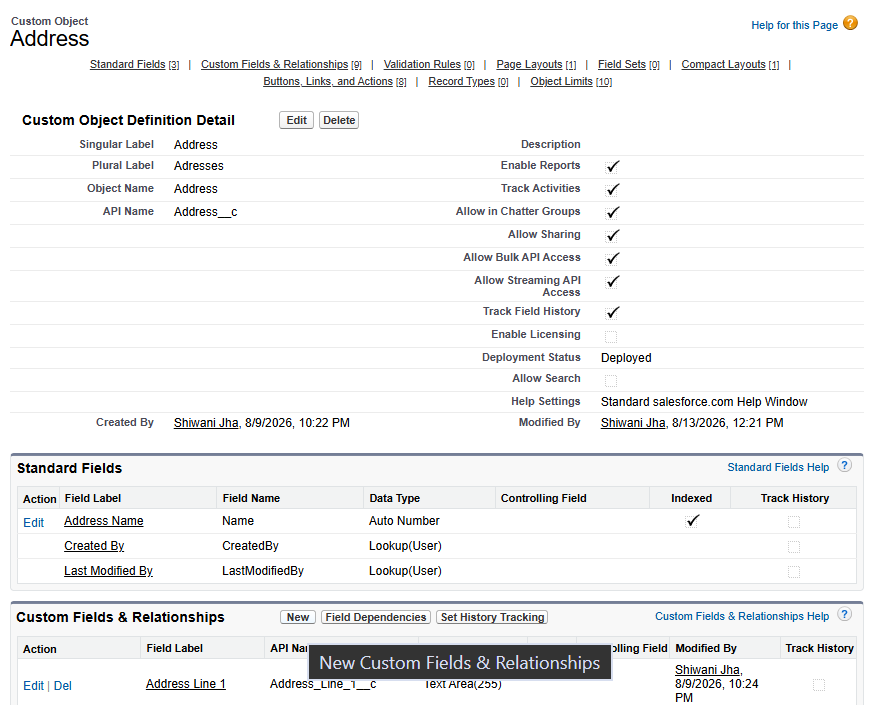 Custom Object
Address
Help for this Page ?
Standard Fields [3] | Custom Fields & Relationships [9] | Validation Rules [0] | Page Layouts [1] | Field Sets [0] | Compact Layouts [1] |
Buttons, Links, and Actions [8] | Record Types [0] | Object Limits [10]
Custom Object Definition Detail Edit Delete
Singular Label Address Description
Plural Label Adresses Enable Reports
Object Name Address Track Activities
API Name Address__c Allow in Chatter Groups
Allow Sharing
Allow Bulk API Access
Allow Streaming API
Access
Track Field History
Enable Licensing
Deployment Status Deployed
Allow Search
Help Settings Standard salesforce.com Help Window
Created By Shiwani Jha, 8/9/2026, 10:22 PM Modified By Shiwani Jha, 8/13/2026, 12:21 PM
Standard Fields Standard Fields Help ?
Action Field Label Field Name Data Type Controlling Field Indexed Track History
Edit Address Name Name Auto Number
Created By CreatedBy Lookup(User)
Last Modified By LastModifiedBy Lookup(User)
Custom Fields & Relationships New Field Dependencies Set History Tracking Custom Fields & Relationships Help ?
Action Field Label API Field Modified By Track History
New Custom Fields & Relationships
Edit | Del Address Line 1 Address_Line_1__c Text Area(255) Shiwani Jha,
8/9/2026, 10:24
PM